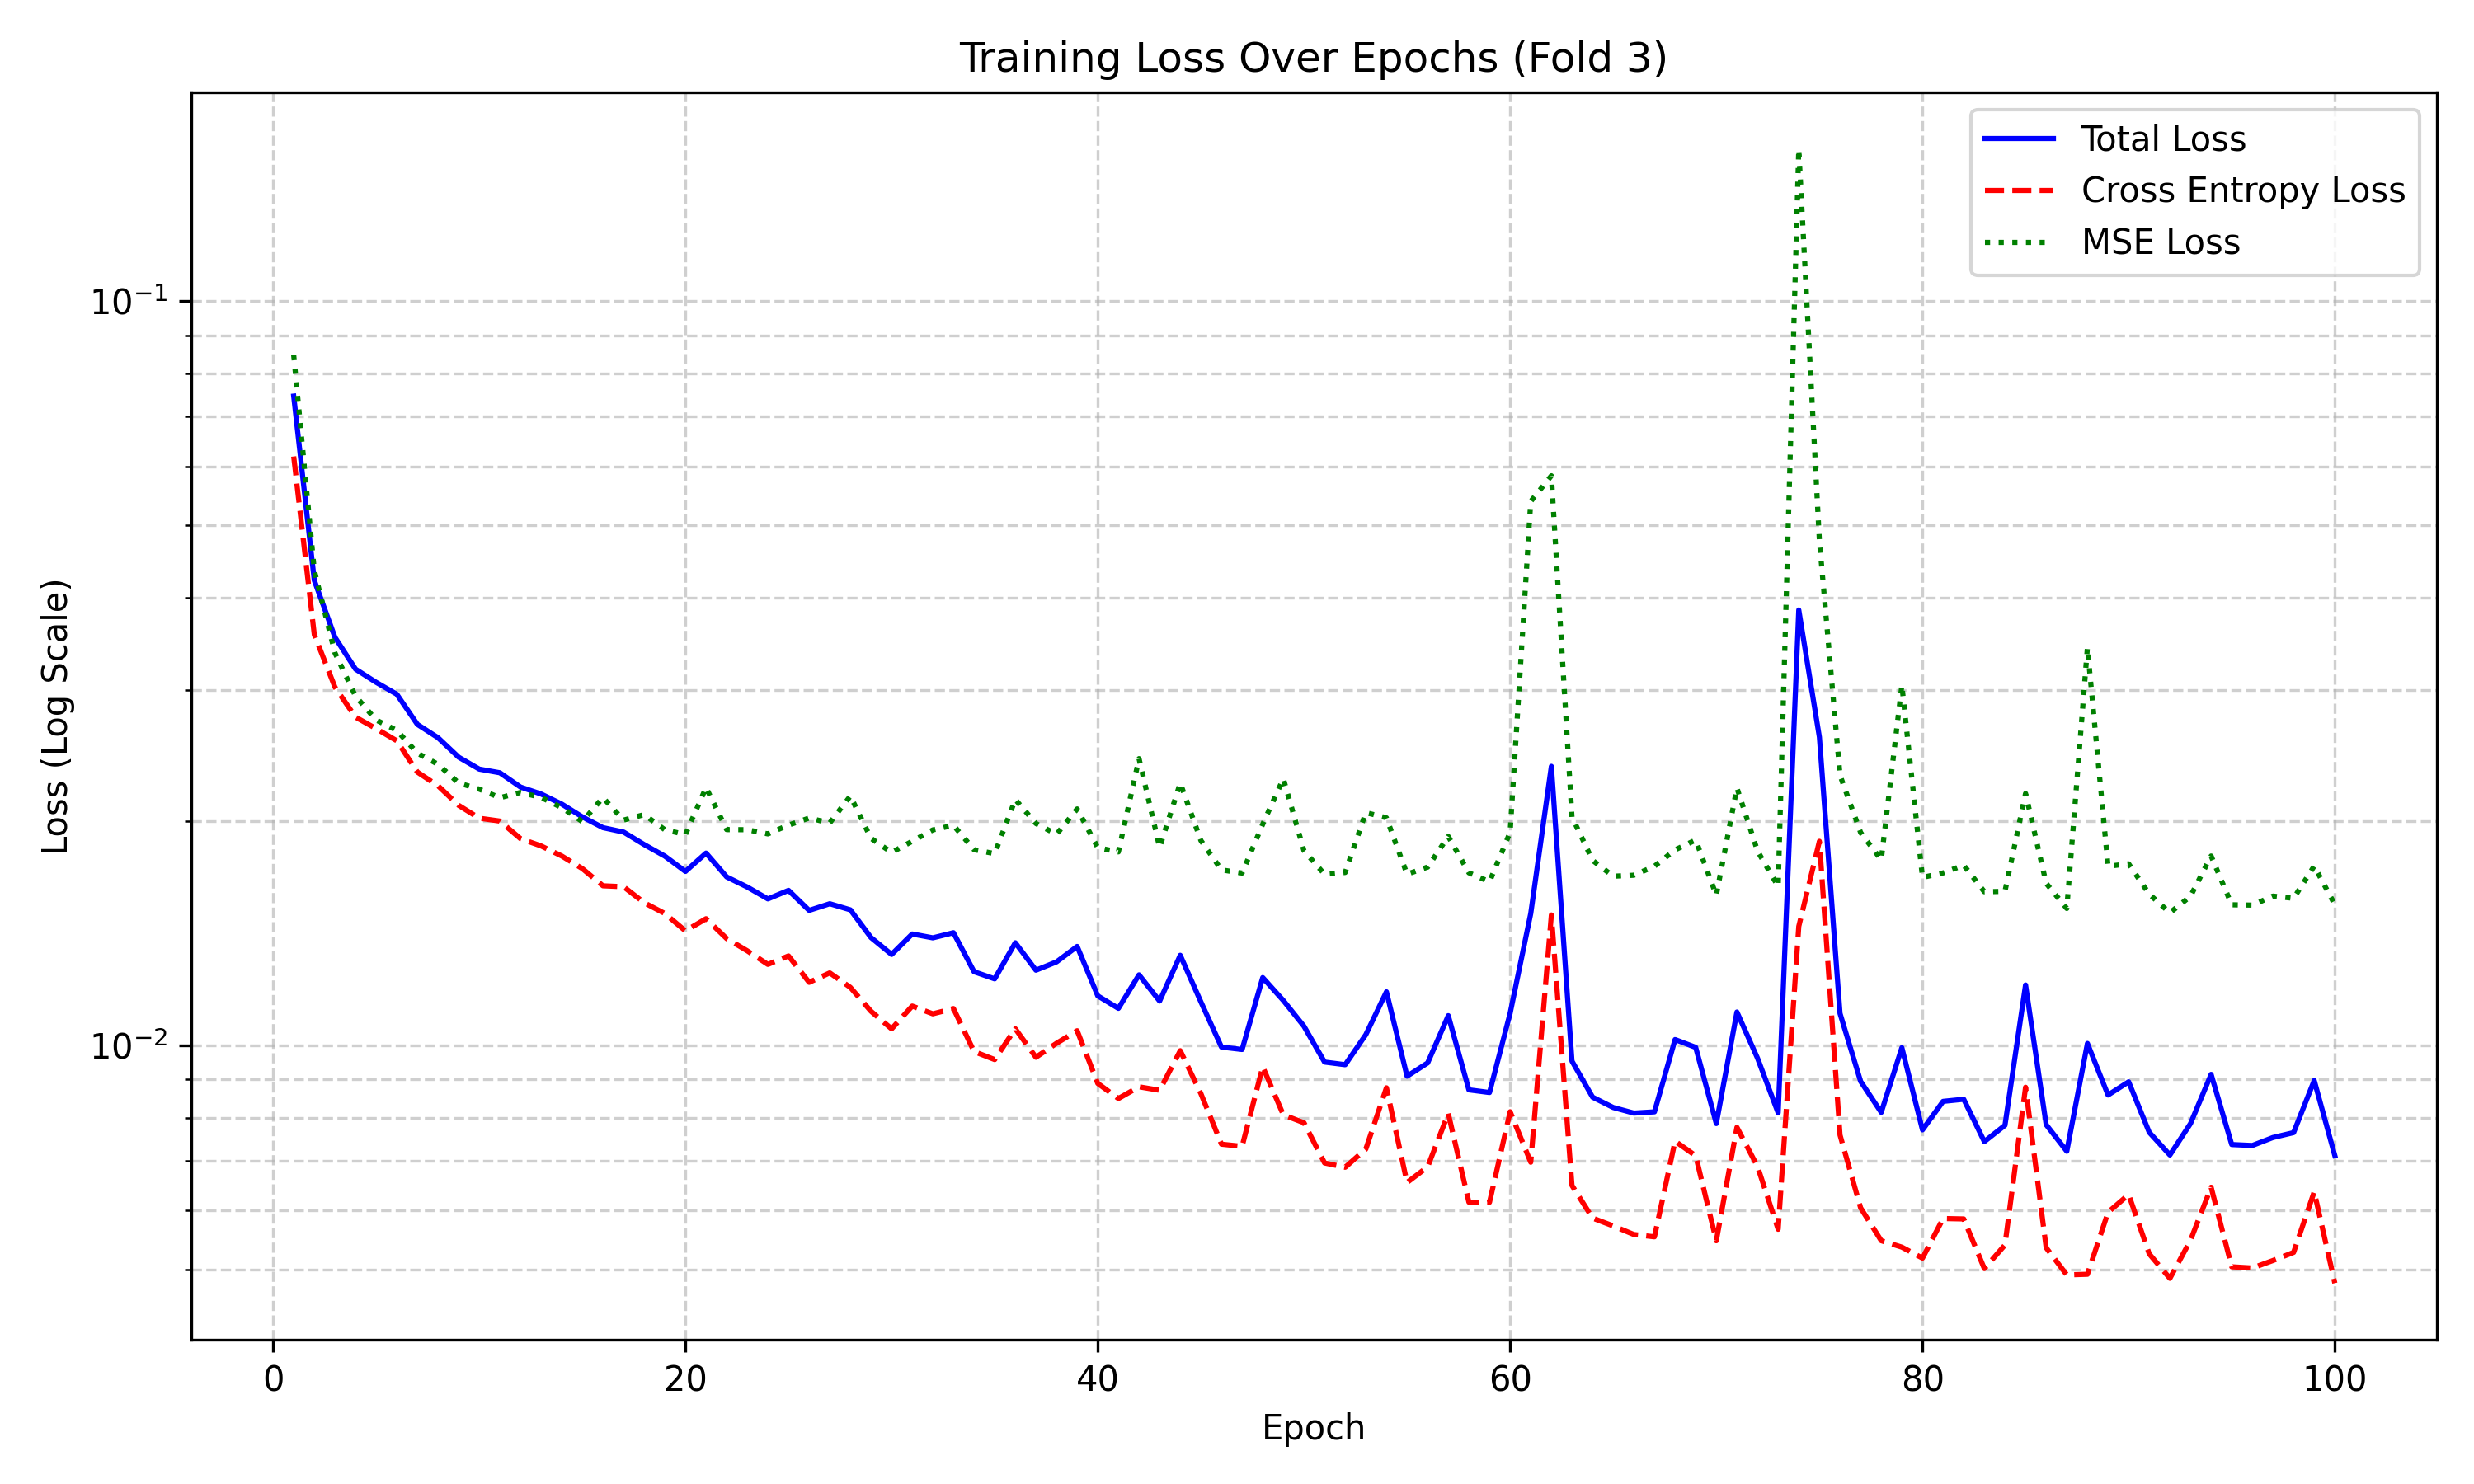 Training Loss Over Epochs (Fold 3)
Total Loss
Cross Entropy Loss
MSE Loss
Loss (Log Scale)
10⁻¹
10⁻²
0 20 40 60 80 100
Epoch